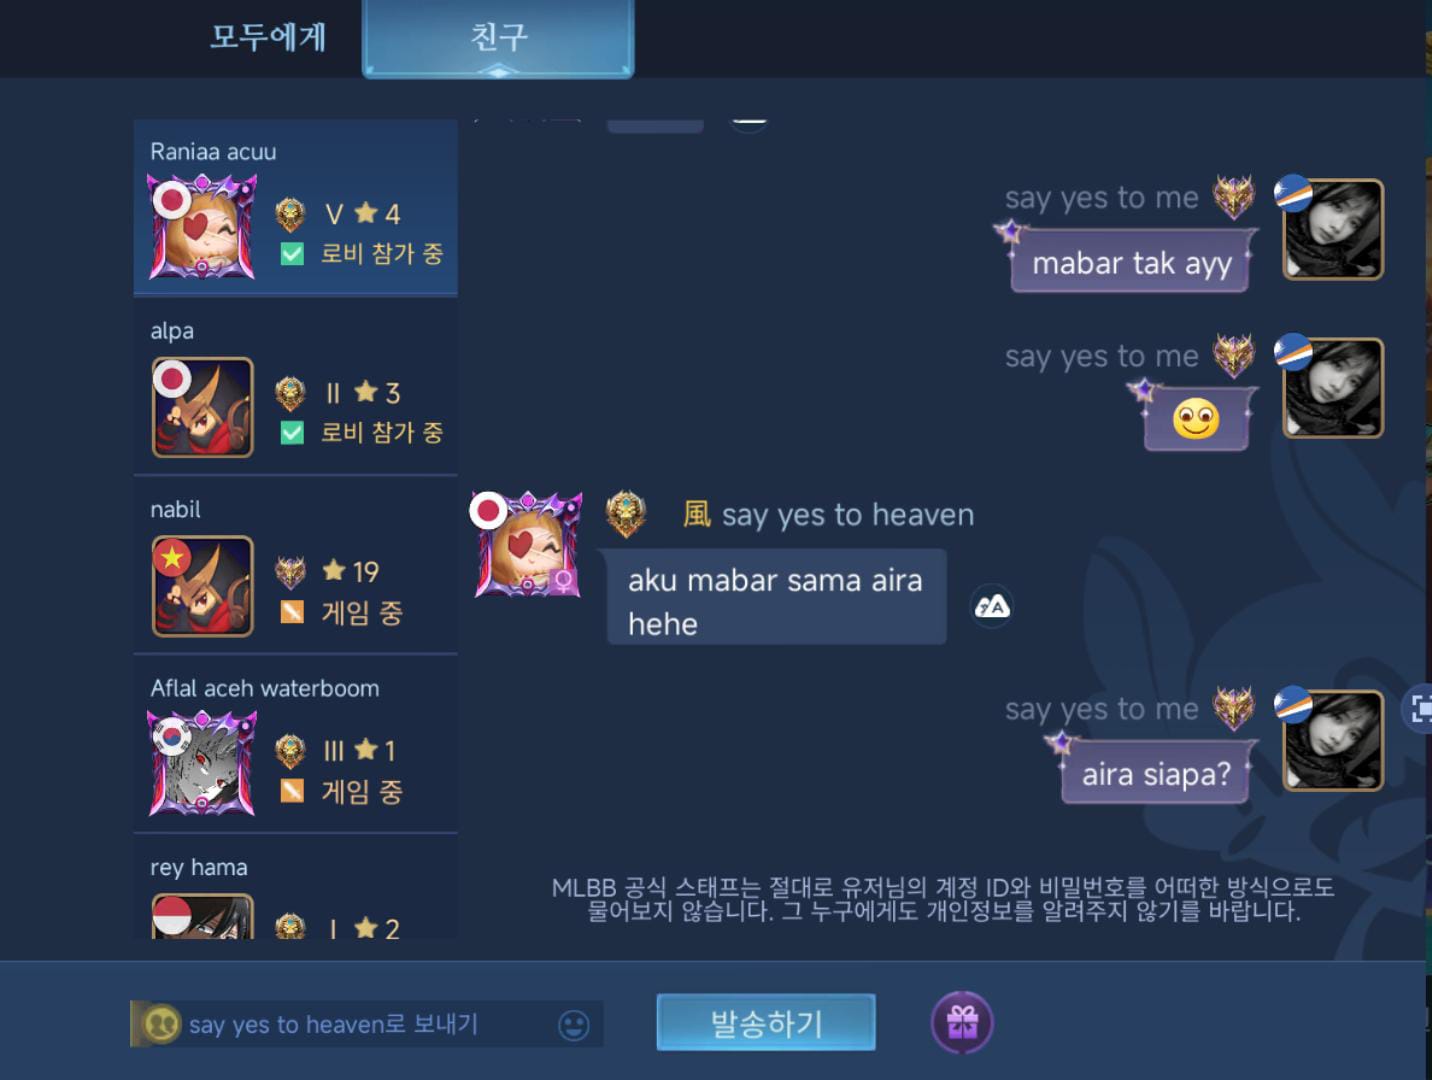 모두에게
친구
Raniaa acuu
V 4
로비 참가 중
alpa
II 3
로비 참가 중
nabil
19
게임 중
Aflal aceh waterboom
III 1
게임 중
rey hama
I 2
say yes to me
mabar tak ayy
say yes to me
風 say yes to heaven
aku mabar sama aira
hehe
say yes to me
aira siapa?
MLBB 공식 스태프는 절대로 유저님의 계정 ID와 비밀번호를 어떠한 방식으로도
물어보지 않습니다. 그 누구에게도 개인정보를 알려주지 않기를 바랍니다.
say yes to heaven로 보내기
발송하기